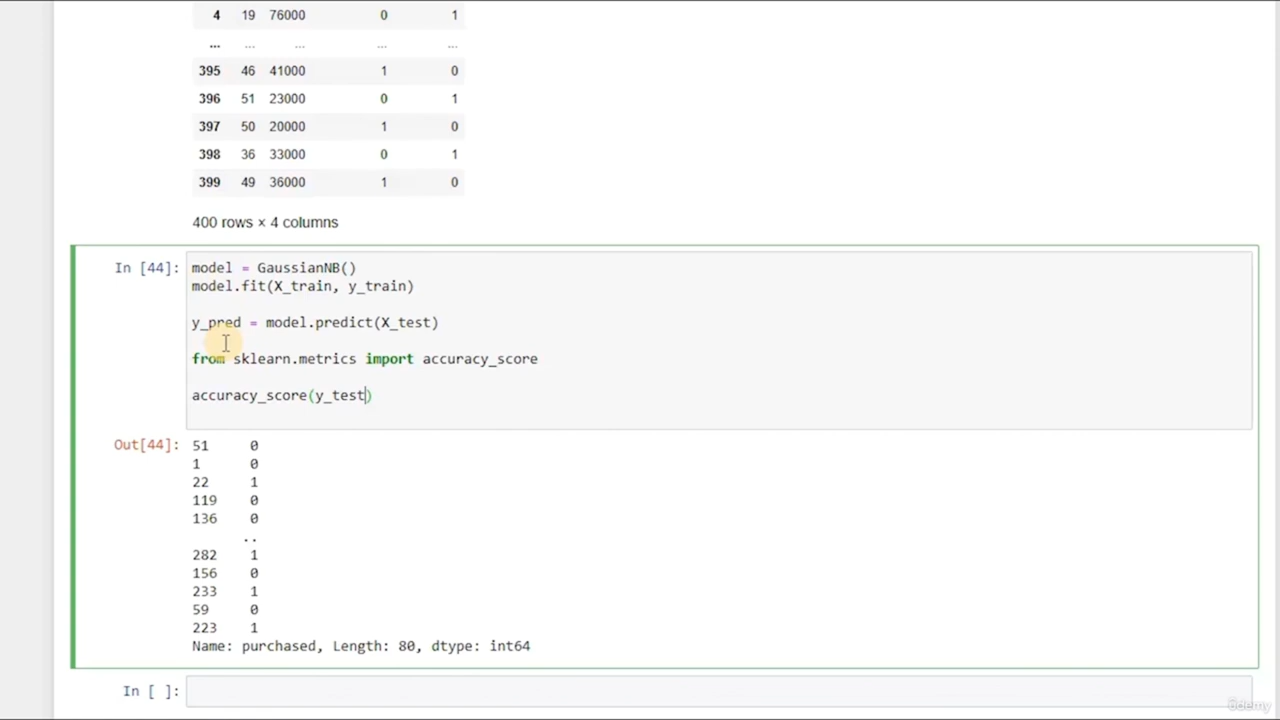 4 19 76000 0 1
... ... ... ... ...
395 46 41000 1 0
396 51 23000 0 1
397 50 20000 1 0
398 36 33000 0 1
399 49 36000 1 0
400 rows × 4 columns
In [44]: model = GaussianNB()
model.fit(X_train, y_train)
y_pred = model.predict(X_test)
from sklearn.metrics import accuracy_score
accuracy_score(y_test)
Out[44]: 51 0
1 0
22 1
119 0
136 0
..
282 1
156 0
233 1
59 0
223 1
Name: purchased, Length: 80, dtype: int64
In [ ]:
ûdemy